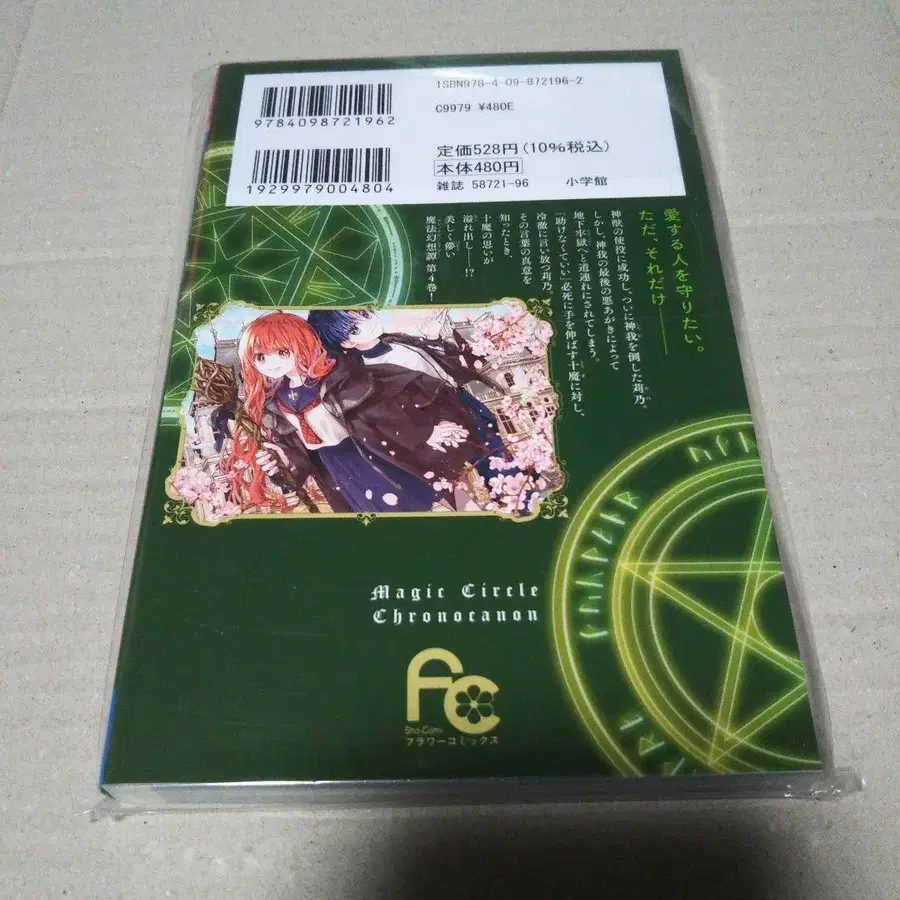 ISBN978-4-09-872196-2
C9979 ¥480E
9784098721962
定価528円(10%税込)
本体480円
雑誌 58721-96 小学館
1929979004804
愛する人を守りたい。
ただ、それだけ───
神獣の使役に成功し、ついに神我を倒した苅乃。
しかし、神我の最後の悪あがきによって
地下牢獄へと道連れにされてしまう。
「助けなくていい」必死に手を伸ばす十魔に対し、
冷徹に言い放つ苅乃。
その言葉の真意を
知ったとき、
十魔の思いが
溢れ出し──!?
美しく儚い
魔法幻想譚第4巻!
Magic Circle
Chronocanon
FC
Sho-Comi
フラワーコミックス